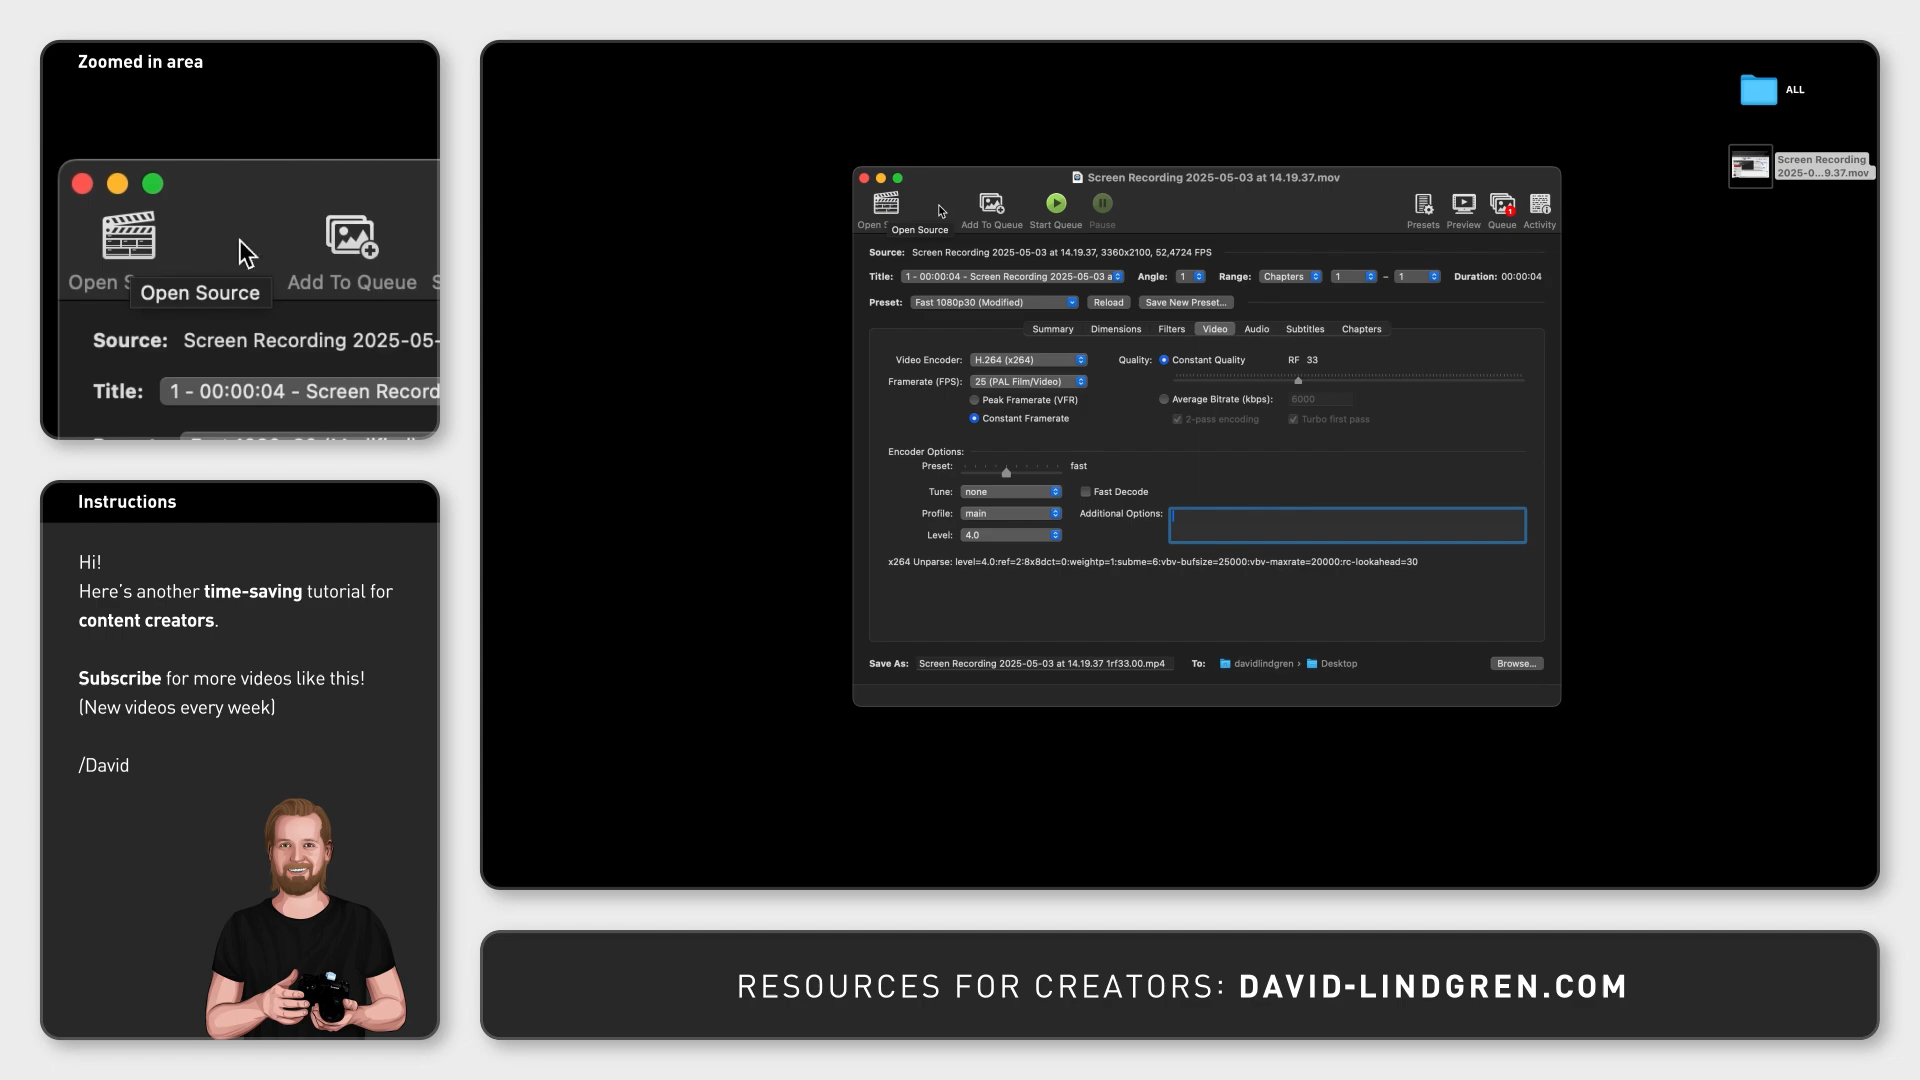 Zoomed in area
Open S
Open Source
Add To Queue
S
Source: Screen Recording 2025-05-
Title: 1 - 00:00:04 - Screen Record
Instructions
Hi!
Here's another time-saving tutorial for
content creators.
Subscribe for more videos like this!
(New videos every week)
/David
ALL
Screen Recording
2025-0...9.37.mov
Screen Recording 2025-05-03 at 14.19.37.mov
Open S
Open Source
Add To Queue
Start Queue
Pause
Presets
Preview
1
Queue
Activity
Source: Screen Recording 2025-05-03 at 14.19.37, 3360x2100, 52,4724 FPS
Title: 1 - 00:00:04 - Screen Recording 2025-05-03 a Angle: 1 Range: Chapters 1 – 1 Duration: 00:00:04
Preset: Fast 1080p30 (Modified) Reload Save New Preset...
Summary Dimensions Filters Video Audio Subtitles Chapters
Video Encoder: H.264 (x264) Quality: Constant Quality RF 33
Framerate (FPS): 25 (PAL Film/Video)
Peak Framerate (VFR) Average Bitrate (kbps): 6000
Constant Framerate 2-pass encoding Turbo first pass
Encoder Options:
Preset: fast
Tune: none Fast Decode
Profile: main Additional Options:
Level: 4.0
x264 Unparse: level=4.0:ref=2:8x8dct=0:weightp=1:subme=6:vbv-bufsize=25000:vbv-maxrate=20000:rc-lookahead=30
Save As: Screen Recording 2025-05-03 at 14.19.37 1rf33.00.mp4 To: davidlindgren › Desktop Browse...
RESOURCES FOR CREATORS: DAVID-LINDGREN.COM